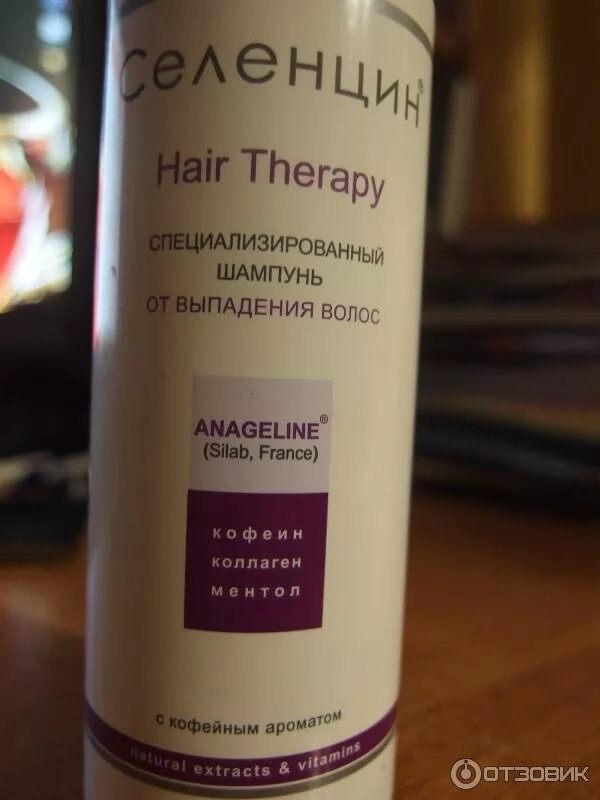 Селенцин®
Hair Therapy
СПЕЦИАЛИЗИРОВАННЫЙ
ШАМПУНЬ
ОТ ВЫПАДЕНИЯ ВОЛОС
ANAGELINE®
(Silab, France)
кофеин
коллаген
ментол
с кофейным ароматом
natural extracts & vitamins
ОТЗОВИК